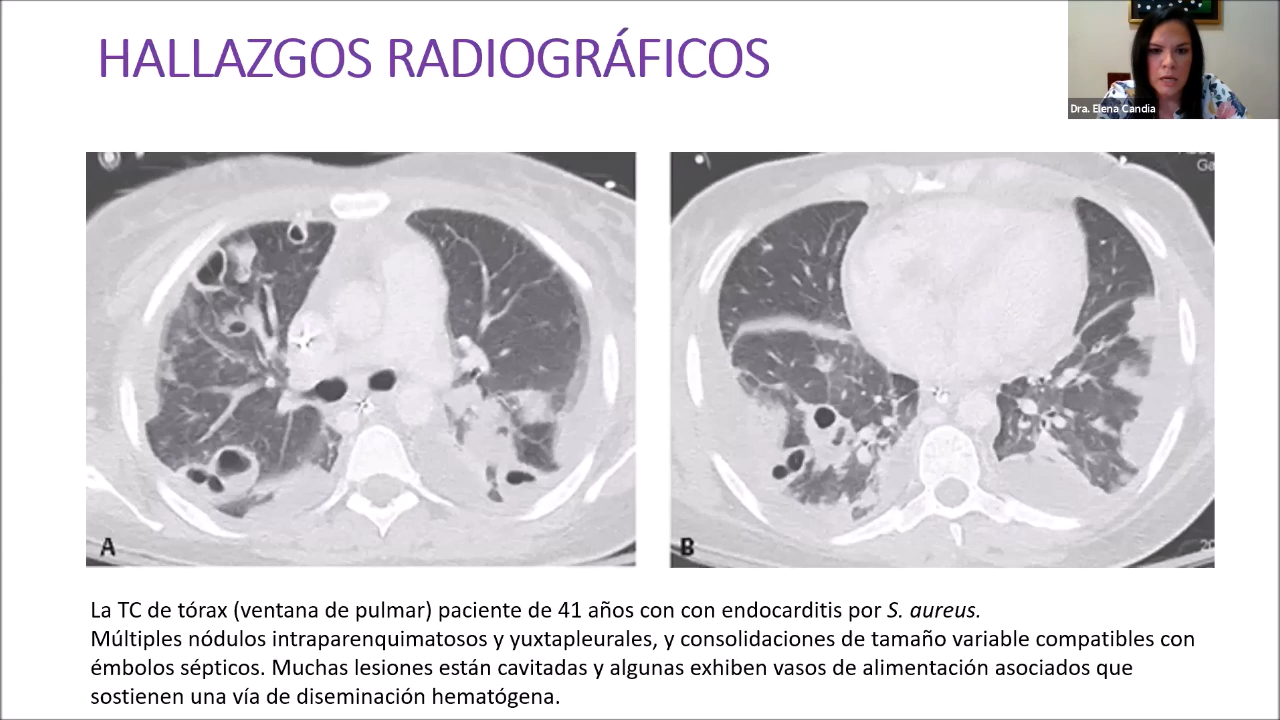 HALLAZGOS RADIOGRÁFICOS
Dra. Elena Candia
Ga
A
B
20
La TC de tórax (ventana de pulmar) paciente de 41 años con con endocarditis por S. aureus.
Múltiples nódulos intraparenquimatosos y yuxtapleurales, y consolidaciones de tamaño variable compatibles con
émbolos sépticos. Muchas lesiones están cavitadas y algunas exhiben vasos de alimentación asociados que
sostienen una vía de diseminación hematógena.